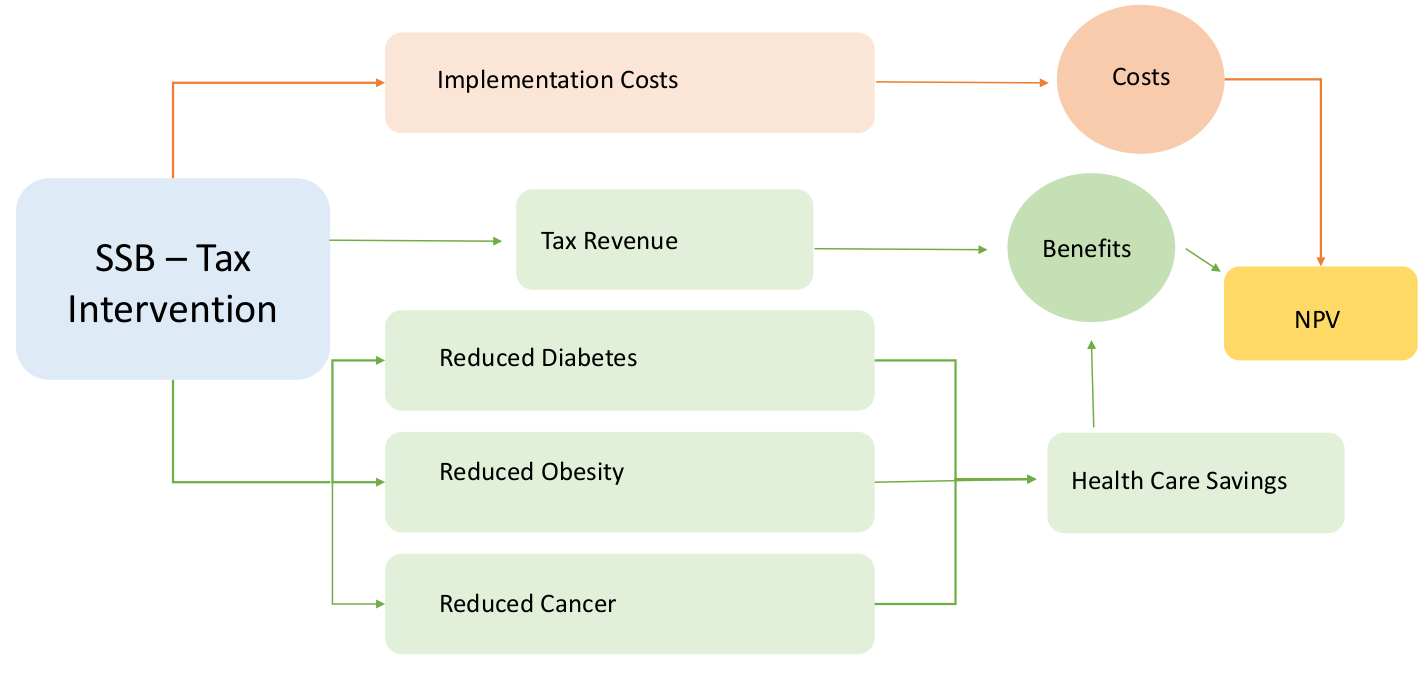 Implementation Costs
Costs
SSB – Tax
Intervention
Tax Revenue
Benefits
NPV
Reduced Diabetes
Reduced Obesity
Health Care Savings
Reduced Cancer